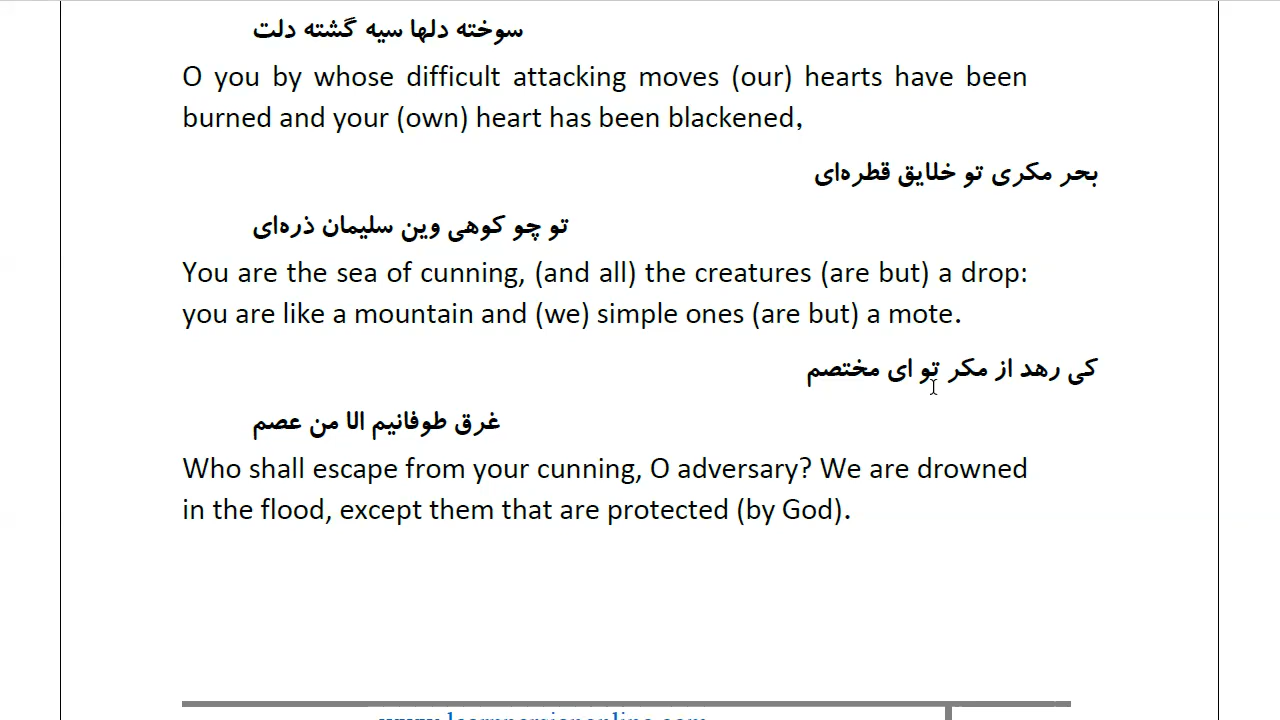 سوخته دلها سیه گشته دلت
O you by whose difficult attacking moves (our) hearts have been
burned and your (own) heart has been blackened,
بحر مکری تو خلایق قطره‌ای
تو چو کوهی وین سلیمان ذره‌ای
You are the sea of cunning, (and all) the creatures (are but) a drop:
you are like a mountain and (we) simple ones (are but) a mote.
کی رهد از مکر تو ای مختصم
غرق طوفانیم الا من عصم
Who shall escape from your cunning, O adversary? We are drowned
in the flood, except them that are protected (by God).
www.learnpersianonline.com